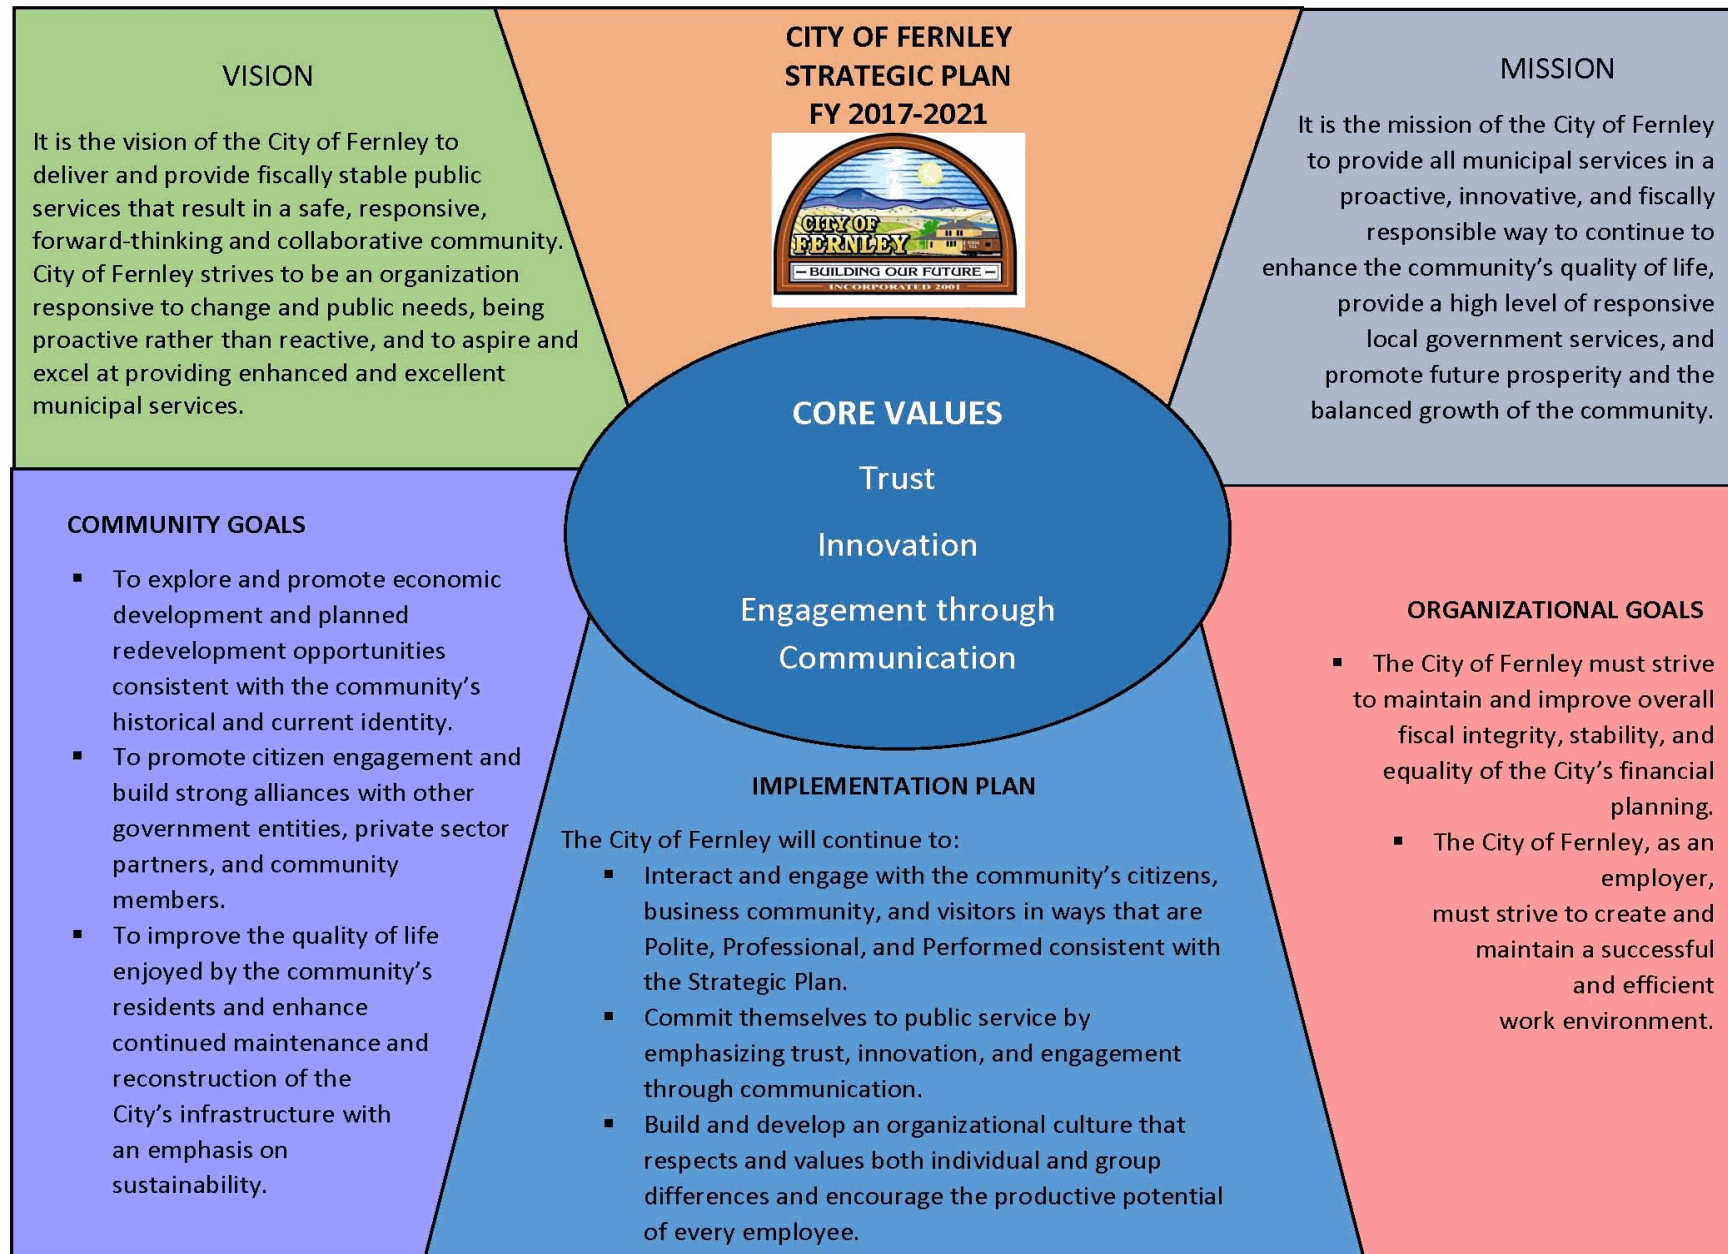 VISION
It is the vision of the City of Fernley to
deliver and provide fiscally stable public
services that result in a safe, responsive,
forward-thinking and collaborative community.
City of Fernley strives to be an organization
responsive to change and public needs, being
proactive rather than reactive, and to aspire and
excel at providing enhanced and excellent
municipal services.
CITY OF FERNLEY
STRATEGIC PLAN
FY 2017-2021
CITY OF
FERNLEY
– BUILDING OUR FUTURE –
INCORPORATED 2001
MISSION
It is the mission of the City of Fernley
to provide all municipal services in a
proactive, innovative, and fiscally
responsible way to continue to
enhance the community’s quality of life,
provide a high level of responsive
local government services, and
promote future prosperity and the
balanced growth of the community.
CORE VALUES
Trust
Innovation
Engagement through
Communication
COMMUNITY GOALS
▪ To explore and promote economic
development and planned
redevelopment opportunities
consistent with the community’s
historical and current identity.
▪ To promote citizen engagement and
build strong alliances with other
government entities, private sector
partners, and community
members.
▪ To improve the quality of life
enjoyed by the community’s
residents and enhance
continued maintenance and
reconstruction of the
City’s infrastructure with
an emphasis on
sustainability.
IMPLEMENTATION PLAN
The City of Fernley will continue to:
▪ Interact and engage with the community’s citizens,
business community, and visitors in ways that are
Polite, Professional, and Performed consistent with
the Strategic Plan.
▪ Commit themselves to public service by
emphasizing trust, innovation, and engagement
through communication.
▪ Build and develop an organizational culture that
respects and values both individual and group
differences and encourage the productive potential
of every employee.
ORGANIZATIONAL GOALS
▪ The City of Fernley must strive
to maintain and improve overall
fiscal integrity, stability, and
equality of the City’s financial
planning.
▪ The City of Fernley, as an
employer,
must strive to create and
maintain a successful
and efficient
work environment.